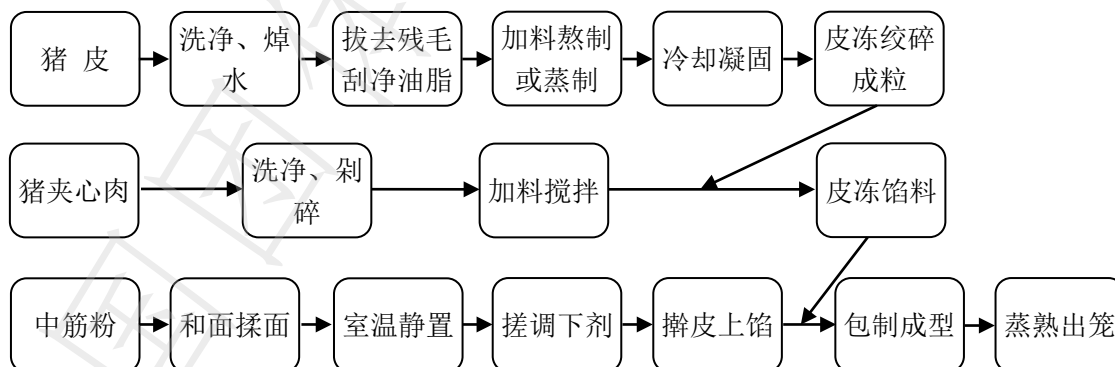 猪 皮
洗净、焯
水
拔去残毛
刮净油脂
加料熬制
或蒸制
冷却凝固
皮冻绞碎
成粒
猪夹心肉
洗净、剁
碎
加料搅拌
皮冻馅料
中筋粉
和面揉面
室温静置
搓调下剂
擀皮上馅
包制成型
蒸熟出笼